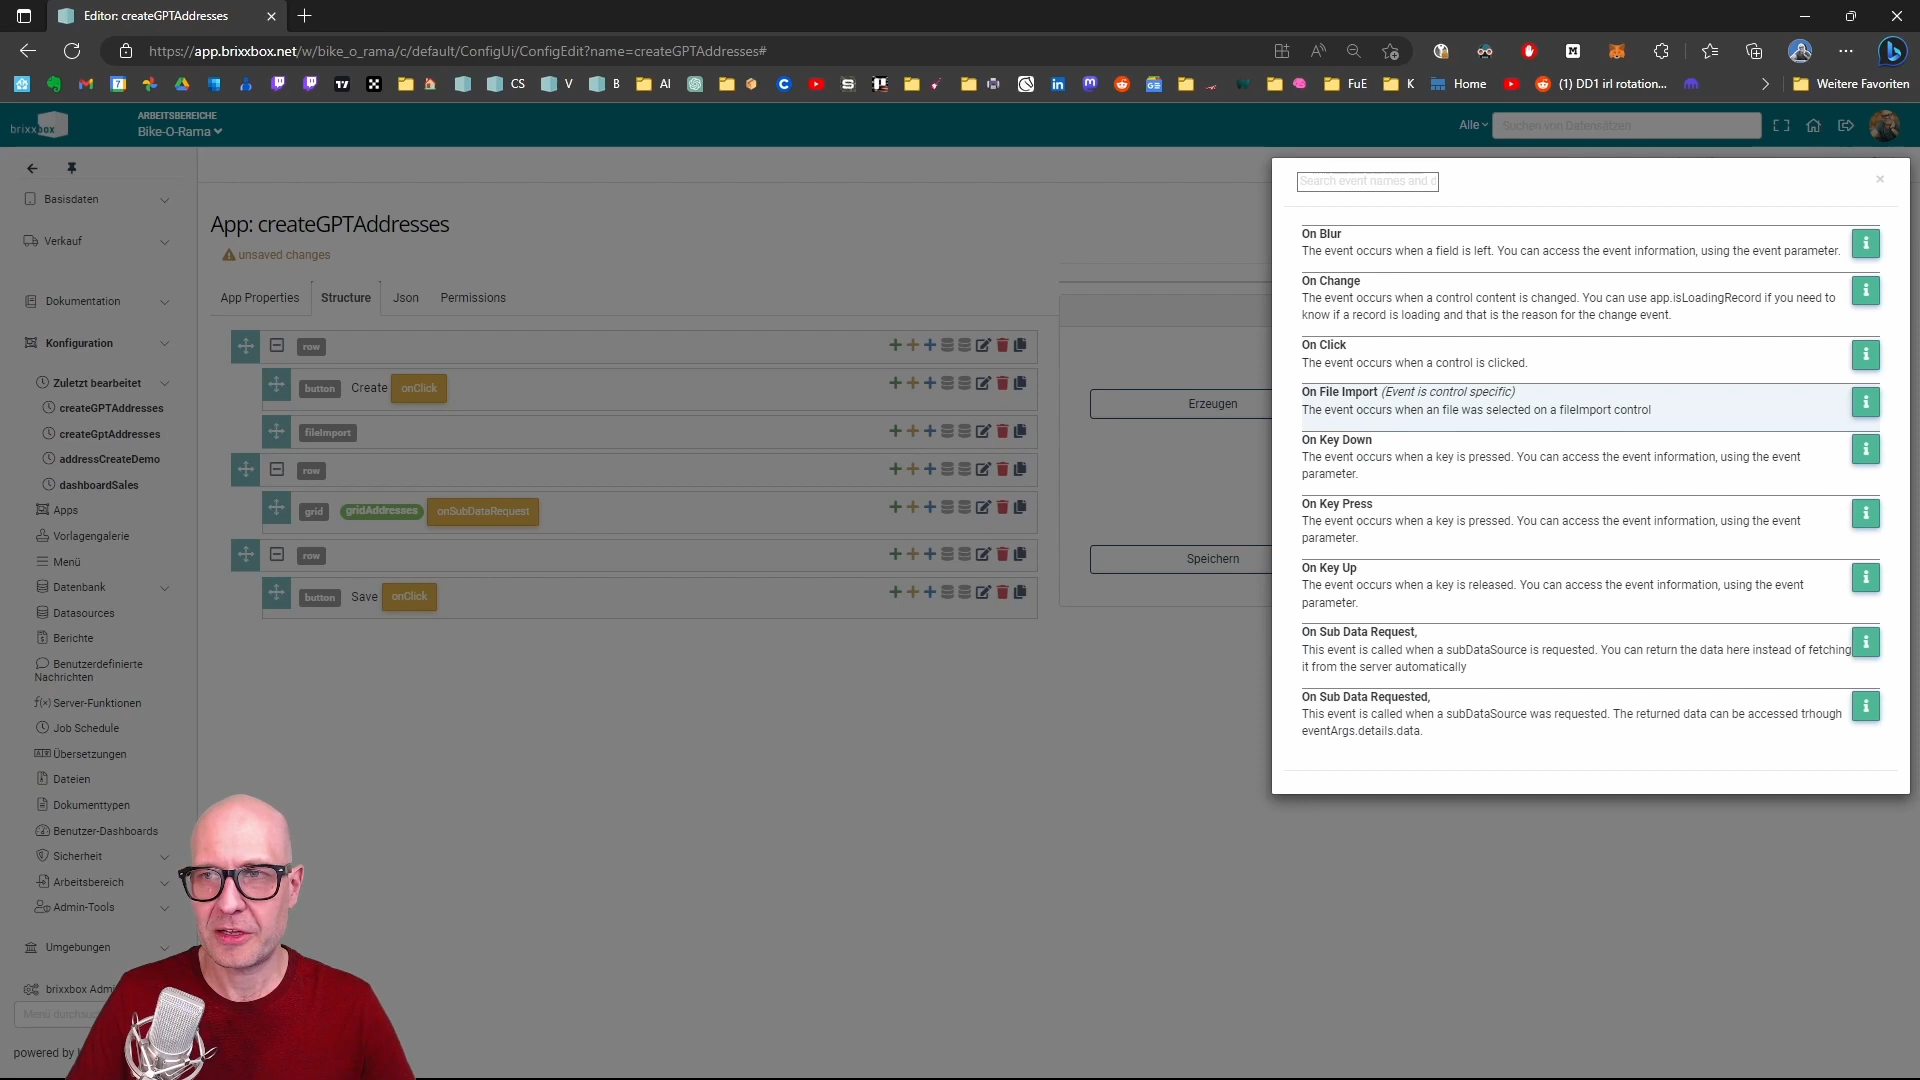 Editor: createGPTAddresses
https://app.brixxbox.net/w/bike_o_rama/c/default/ConfigUi/ConfigEdit?name=createGPTAddresses#
CS
V
B
AI
FuE
K
Home
(1) DD1 irl rotation...
Weitere Favoriten
brixxbox
ARBEITSBEREICHE
Bike-O-Rama
Alle
Suchen von Datensätzen
Basisdaten
Verkauf
Dokumentation
Konfiguration
Zuletzt bearbeitet
createGPTAddresses
createGptAddresses
addressCreateDemo
dashboardSales
Apps
Vorlagengalerie
Menü
Datenbank
Datasources
Berichte
Benutzerdefinierte
Nachrichten
f(x) Server-Funktionen
Job Schedule
Übersetzungen
Dateien
Dokumenttypen
Benutzer-Dashboards
Sicherheit
Arbeitsbereich
Admin-Tools
Umgebungen
brixxbox Admi
Menü durchsuc
powered by
App: createGPTAddresses
unsaved changes
App Properties
Structure
Json
Permissions
row
button Create onClick
fileImport
row
grid gridAddresses onSubDataRequest
row
button Save onClick
Erzeugen
Speichern
Search event names and d
×
On Blur
The event occurs when a field is left. You can access the event information, using the event parameter.
On Change
The event occurs when a control content is changed. You can use app.isLoadingRecord if you need to
know if a record is loading and that is the reason for the change event.
On Click
The event occurs when a control is clicked.
On File Import (Event is control specific)
The event occurs when an file was selected on a fileImport control
On Key Down
The event occurs when a key is pressed. You can access the event information, using the event
parameter.
On Key Press
The event occurs when a key is pressed. You can access the event information, using the event
parameter.
On Key Up
The event occurs when a key is released. You can access the event information, using the event
parameter.
On Sub Data Request,
This event is called when a subDataSource is requested. You can return the data here instead of fetching
it from the server automatically
On Sub Data Requested,
This event is called when a subDataSource was requested. The returned data can be accessed trhough
eventArgs.details.data.